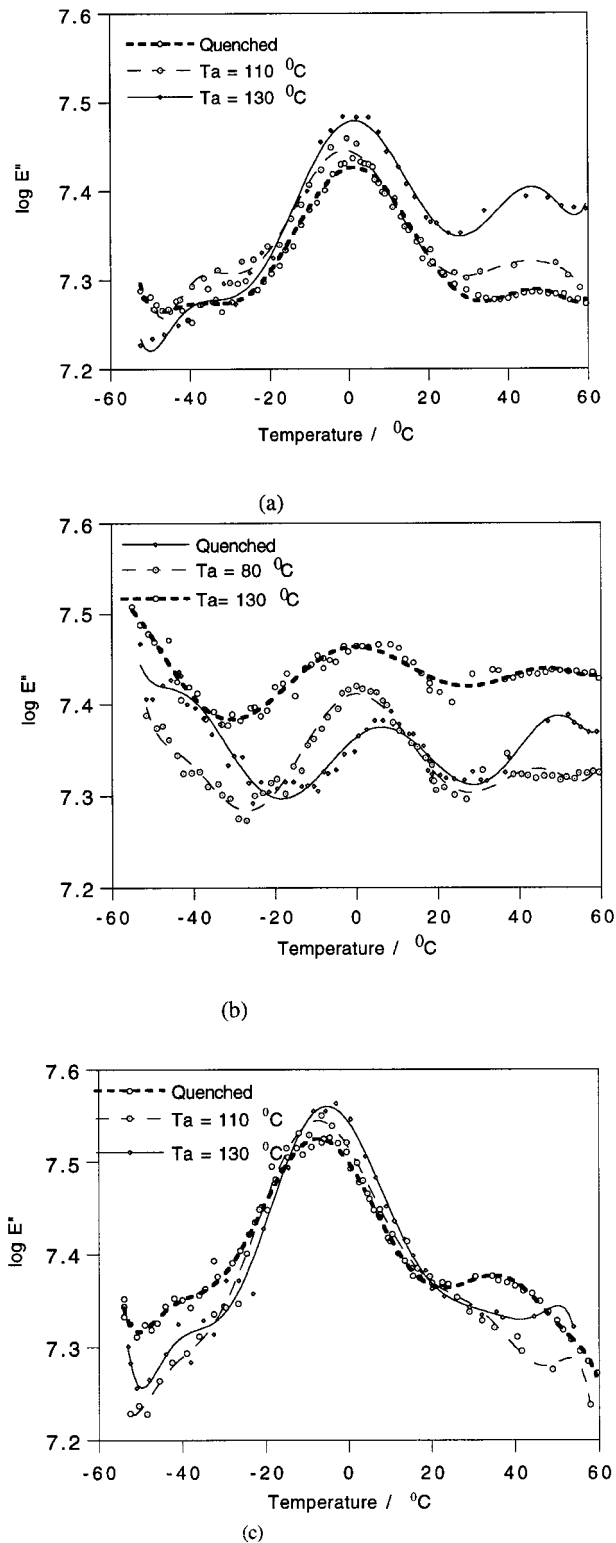 7.6
Quenched
Ta = 110 ⁰C
Ta = 130 ⁰C
7.5
log E"
7.4
7.3
7.2
-60 -40 -20 0 20 40 60
Temperature / ⁰C
(a)
7.6
Quenched
Ta = 80 ⁰C
Ta= 130 ⁰C
7.5
log E"
7.4
7.3
7.2
-60 -40 -20 0 20 40 60
Temperature / ⁰C
(b)
7.6
Quenched
Ta = 110 ⁰C
Ta = 130 ⁰C
7.5
log E"
7.4
7.3
7.2
-60 -40 -20 0 20 40 60
Temperature / ⁰C
(c)